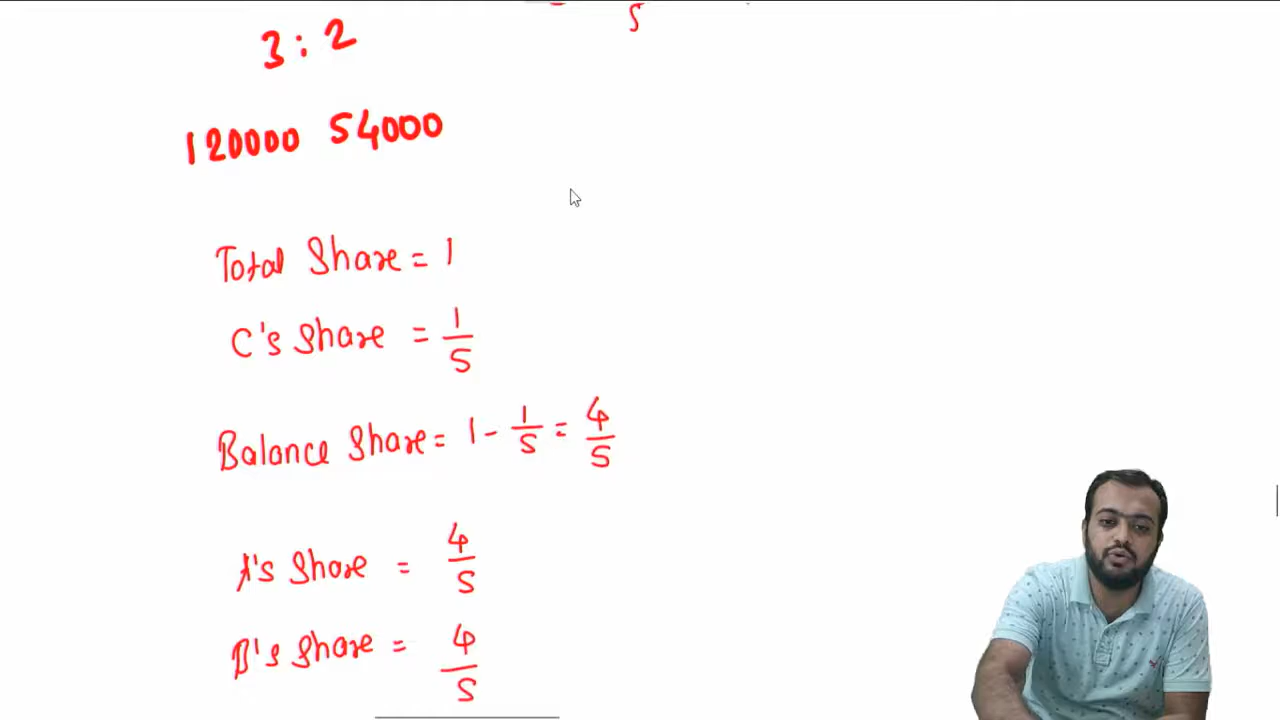 5
3 : 2
120000 54000
Total Share = 1
C's Share = 1/5
Balance Share = 1 - 1/5 = 4/5
A's Share = 4/5
B's Share = 4/5